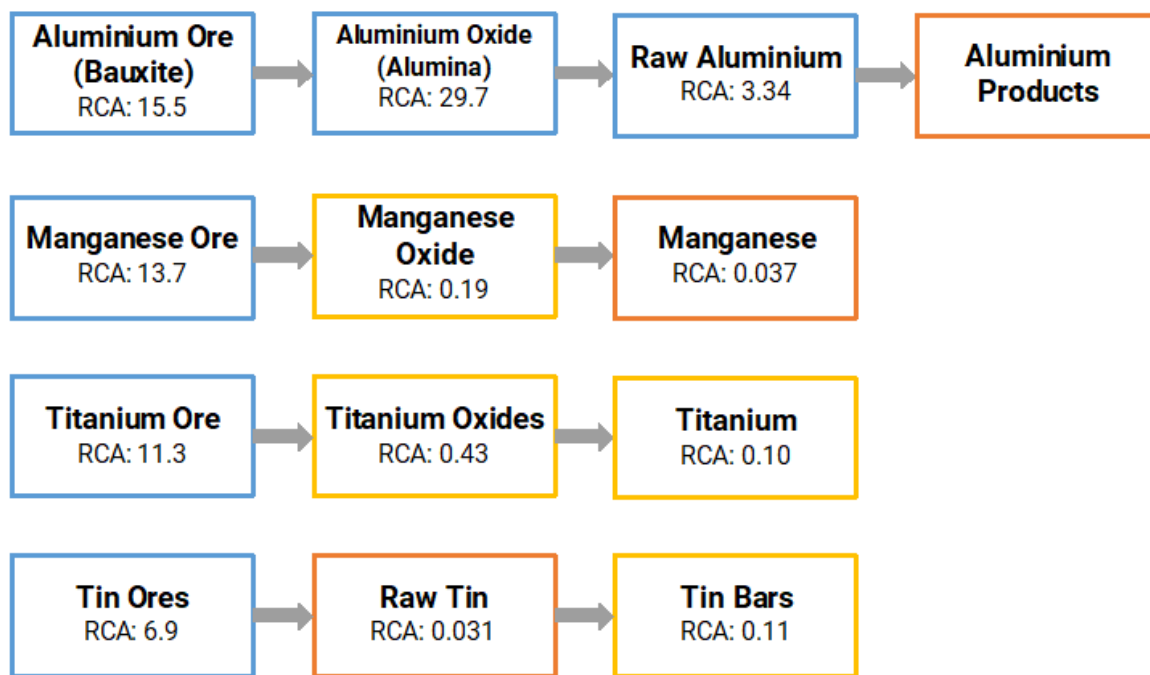 Aluminium Ore
(Bauxite)
RCA: 15.5
Aluminium Oxide
(Alumina)
RCA: 29.7
Raw Aluminium
RCA: 3.34
Aluminium
Products
Manganese Ore
RCA: 13.7
Manganese
Oxide
RCA: 0.19
Manganese
RCA: 0.037
Titanium Ore
RCA: 11.3
Titanium Oxides
RCA: 0.43
Titanium
RCA: 0.10
Tin Ores
RCA: 6.9
Raw Tin
RCA: 0.031
Tin Bars
RCA: 0.11